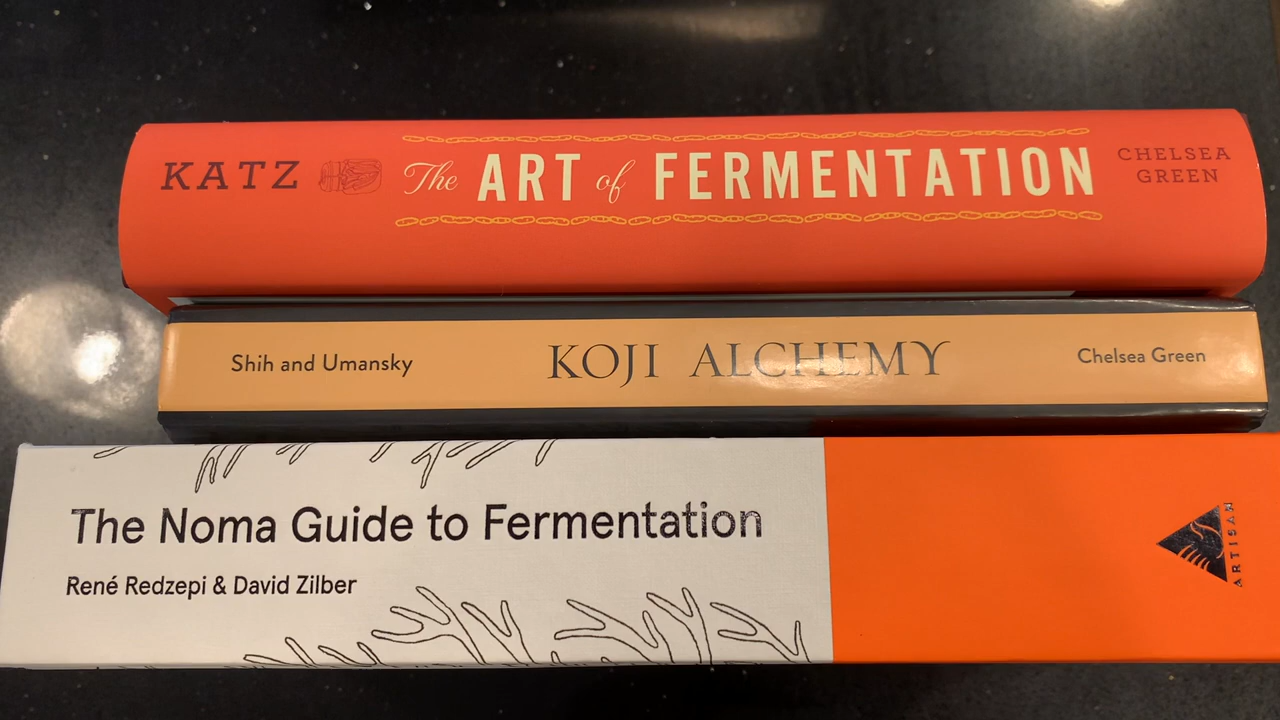 KATZ The ART of FERMENTATION CHELSEA
GREEN
Shih and Umansky KOJI ALCHEMY Chelsea Green
The Noma Guide to Fermentation
René Redzepi & David Zilber
ARTISAN